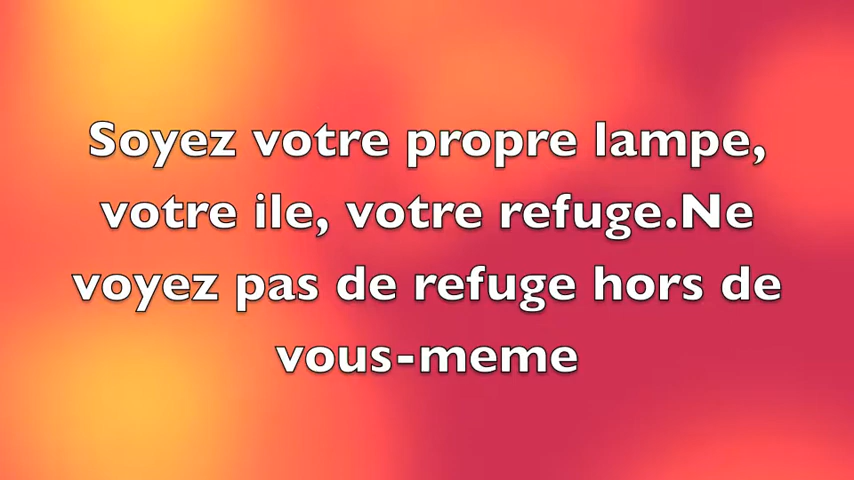 Soyez votre propre lampe,
votre ile, votre refuge.Ne
voyez pas de refuge hors de
vous-meme